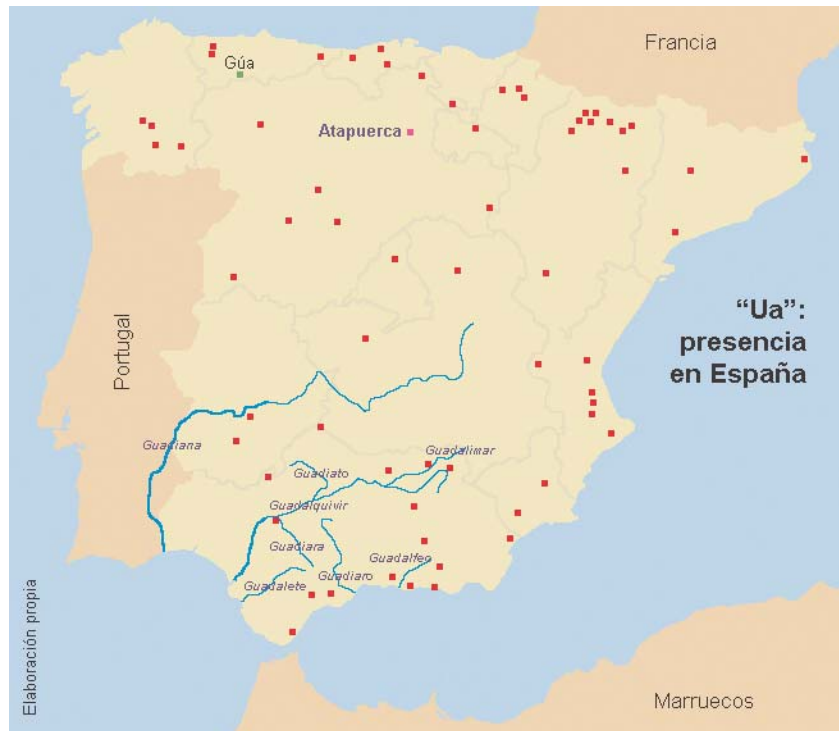 Francia
Gúa
Atapuerca
“Ua”:
presencia
en España
Portugal
Guadiana
Guadalimar
Guadiato
Guadalquivir
Guadiara
Guadalfeo
Guadalete
Guadiaro
Elaboración propia
Marruecos